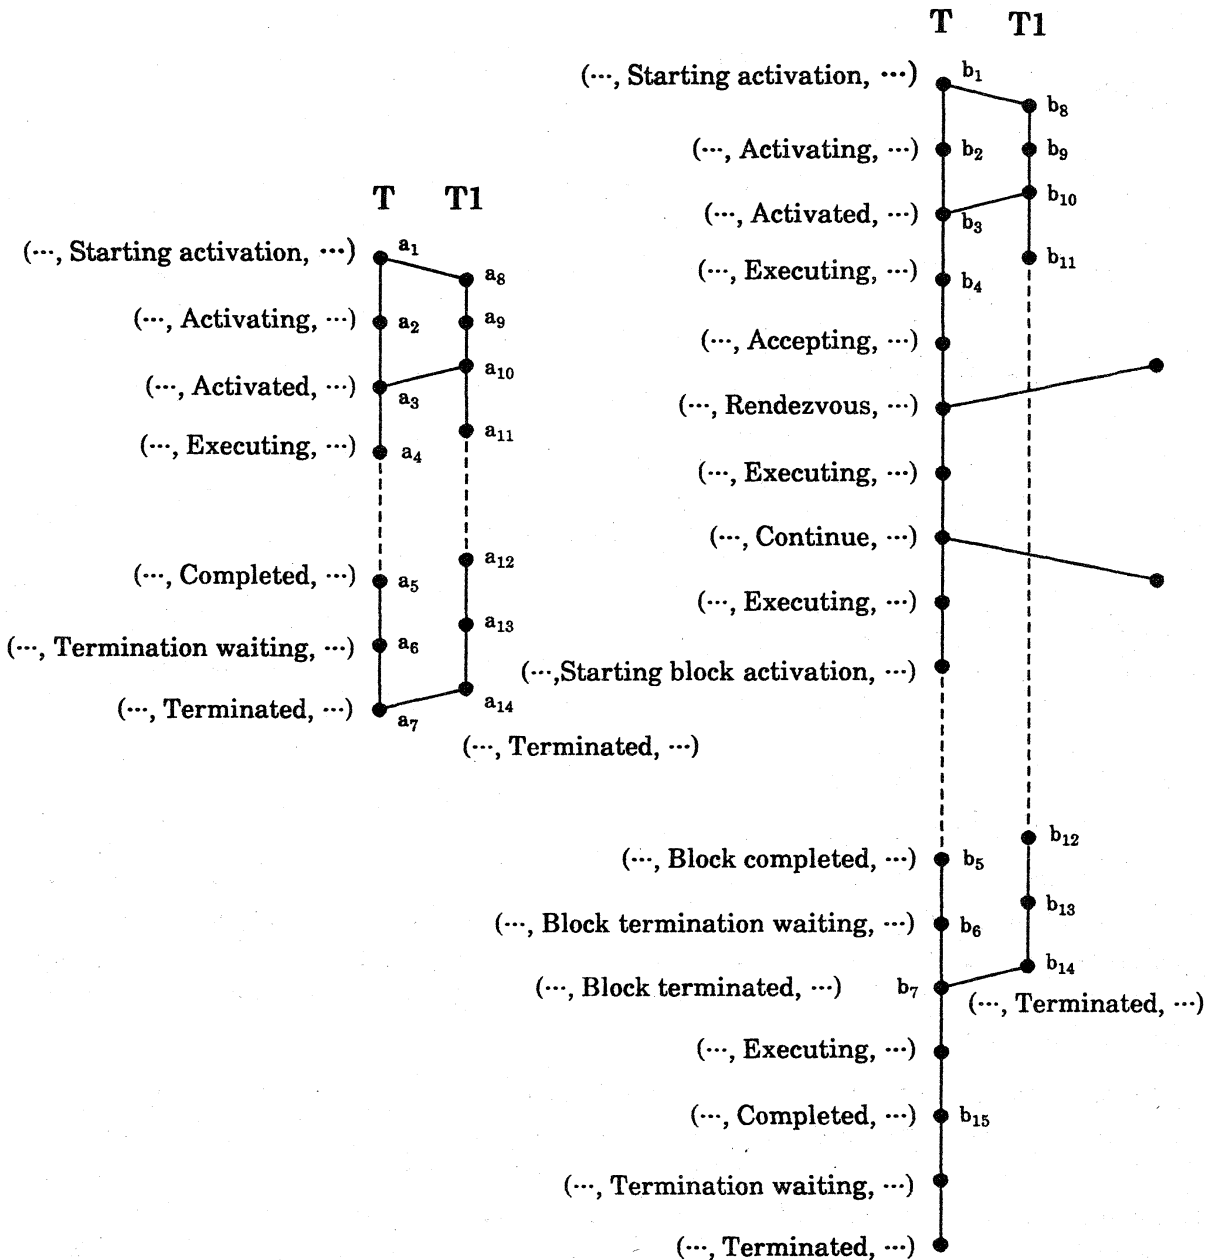 T T1
(···, Starting activation, ···) a₁
a₈
(···, Activating, ···) a₂ a₉
a₁₀
(···, Activated, ···) a₃
a₁₁
(···, Executing, ···) a₄
a₁₂
(···, Completed, ···) a₅
a₁₃
(···, Termination waiting, ···) a₆
a₁₄
(···, Terminated, ···) a₇
(···, Terminated, ···)
T T1
(···, Starting activation, ···) b₁
b₈
(···, Activating, ···) b₂ b₉
b₁₀
(···, Activated, ···) b₃
b₁₁
(···, Executing, ···) b₄
(···, Accepting, ···)
(···, Rendezvous, ···)
(···, Executing, ···)
(···, Continue, ···)
(···, Executing, ···)
(···,Starting block activation, ···)
b₁₂
(···, Block completed, ···) b₅
b₁₃
(···, Block termination waiting, ···) b₆
b₁₄
(···, Block terminated, ···) b₇
(···, Terminated, ···)
(···, Executing, ···)
(···, Completed, ···) b₁₅
(···, Termination waiting, ···)
(···, Terminated, ···)